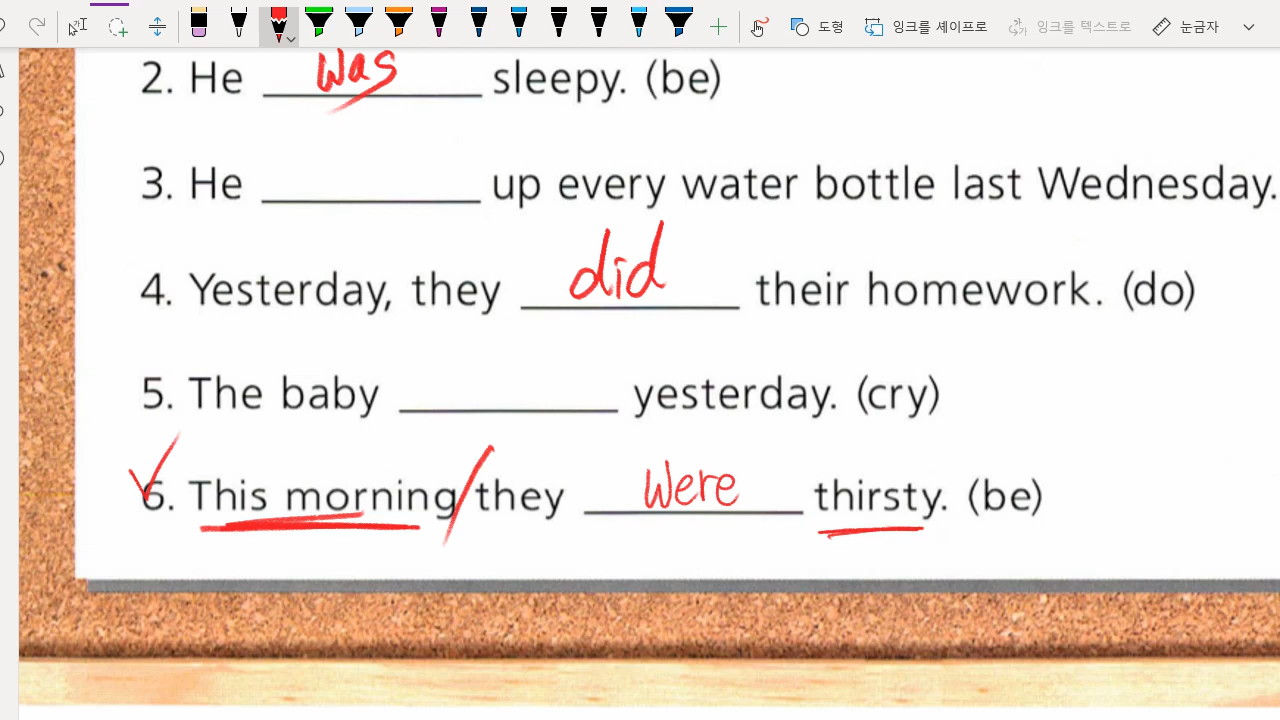 도형 잉크를 셰이프로 잉크를 텍스트로 눈금자
2. He was sleepy. (be)
3. He __________ up every water bottle last Wednesday.
4. Yesterday, they did their homework. (do)
5. The baby __________ yesterday. (cry)
6. This morning they were thirsty. (be)